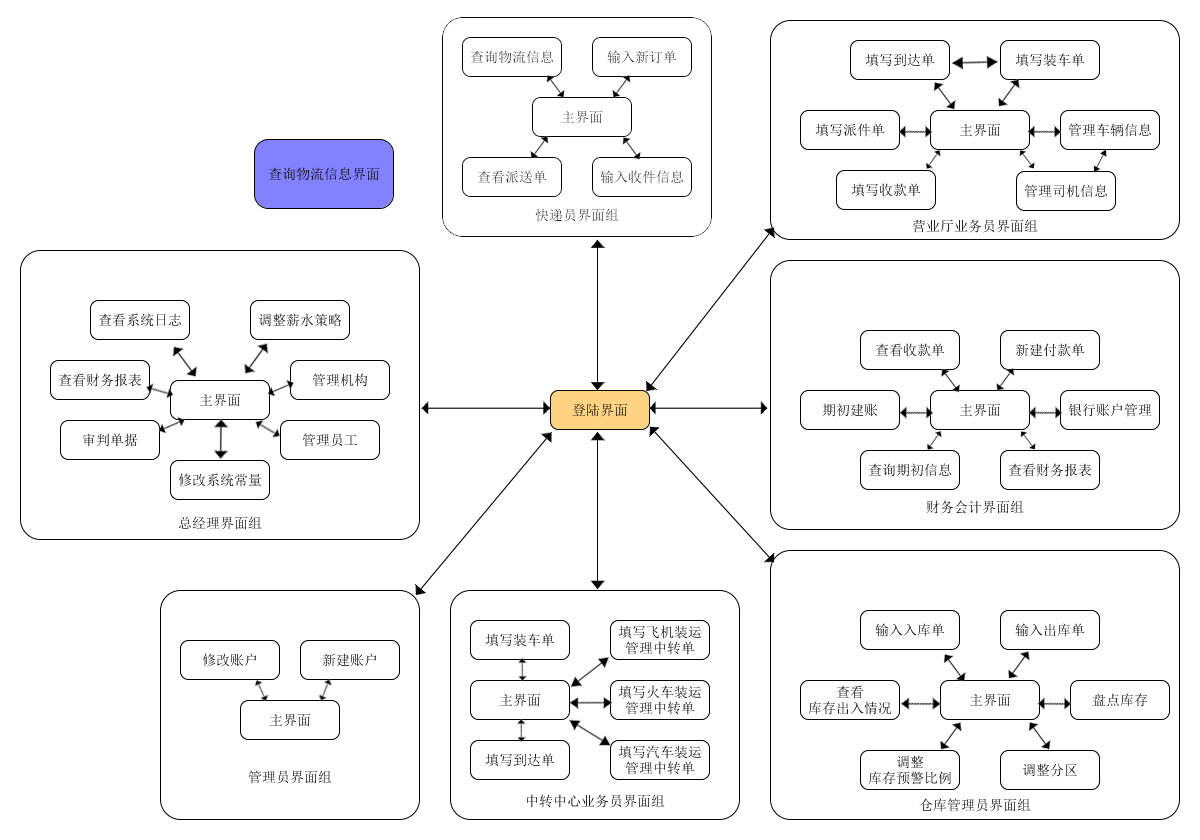 查询物流信息
输入新订单
主界面
查看派送单
输入收件信息
快递员界面组
填写到达单
填写装车单
填写派件单
主界面
管理车辆信息
填写收款单
管理司机信息
营业厅业务员界面组
查询物流信息界面
查看系统日志
调整薪水策略
查看财务报表
管理机构
主界面
审判单据
管理员工
修改系统常量
总经理界面组
登陆界面
查看收款单
新建付款单
期初建账
主界面
银行账户管理
查询期初信息
查看财务报表
财务会计界面组
修改账户
新建账户
主界面
管理员界面组
填写装车单
填写飞机装运
管理中转单
主界面
填写火车装运
管理中转单
填写到达单
填写汽车装运
管理中转单
中转中心业务员界面组
输入入库单
输入出库单
查看
库存出入情况
主界面
盘点库存
调整
库存预警比例
调整分区
仓库管理员界面组